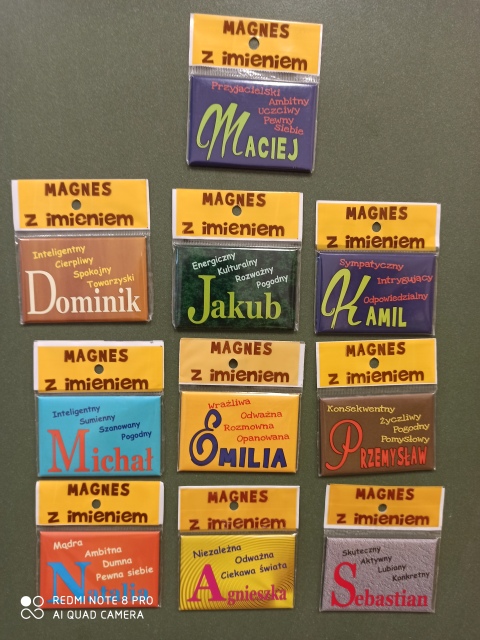 MAGNES
z imieniem
Przyjacielski
Ambitny
Uczciwy
Pewny
siebie
MACIEJ
MAGNES
z imieniem
Inteligentny
Cierpliwy
Spokojny
Towarzyski
Dominik
MAGNES
z imieniem
Energiczny
Kulturalny
Rozważny
Pogodny
Jakub
MAGNES
z imieniem
Sympatyczny
Intrygujący
Odpowiedzialny
KAMIL
MAGNES
z imieniem
Inteligentny
Sumienny
Szanowany
Pogodny
Michał
MAGNES
z imieniem
Wrażliwa
Odważna
Rozmowna
Opanowana
EMILIA
MAGNES
z imieniem
Konsekwentny
Życzliwy
Pogodny
Pomysłowy
PRZEMYSŁAW
MAGNES
z imieniem
Mądra
Ambitna
Dumna
Pewna siebie
Natalia
MAGNES
z imieniem
Niezależna
Odważna
Ciekawa świata
Agnieszka
MAGNES
z imieniem
Skuteczny
Aktywny
Lubiany
Konkretny
Sebastian
REDMI NOTE 8 PRO
AI QUAD CAMERA